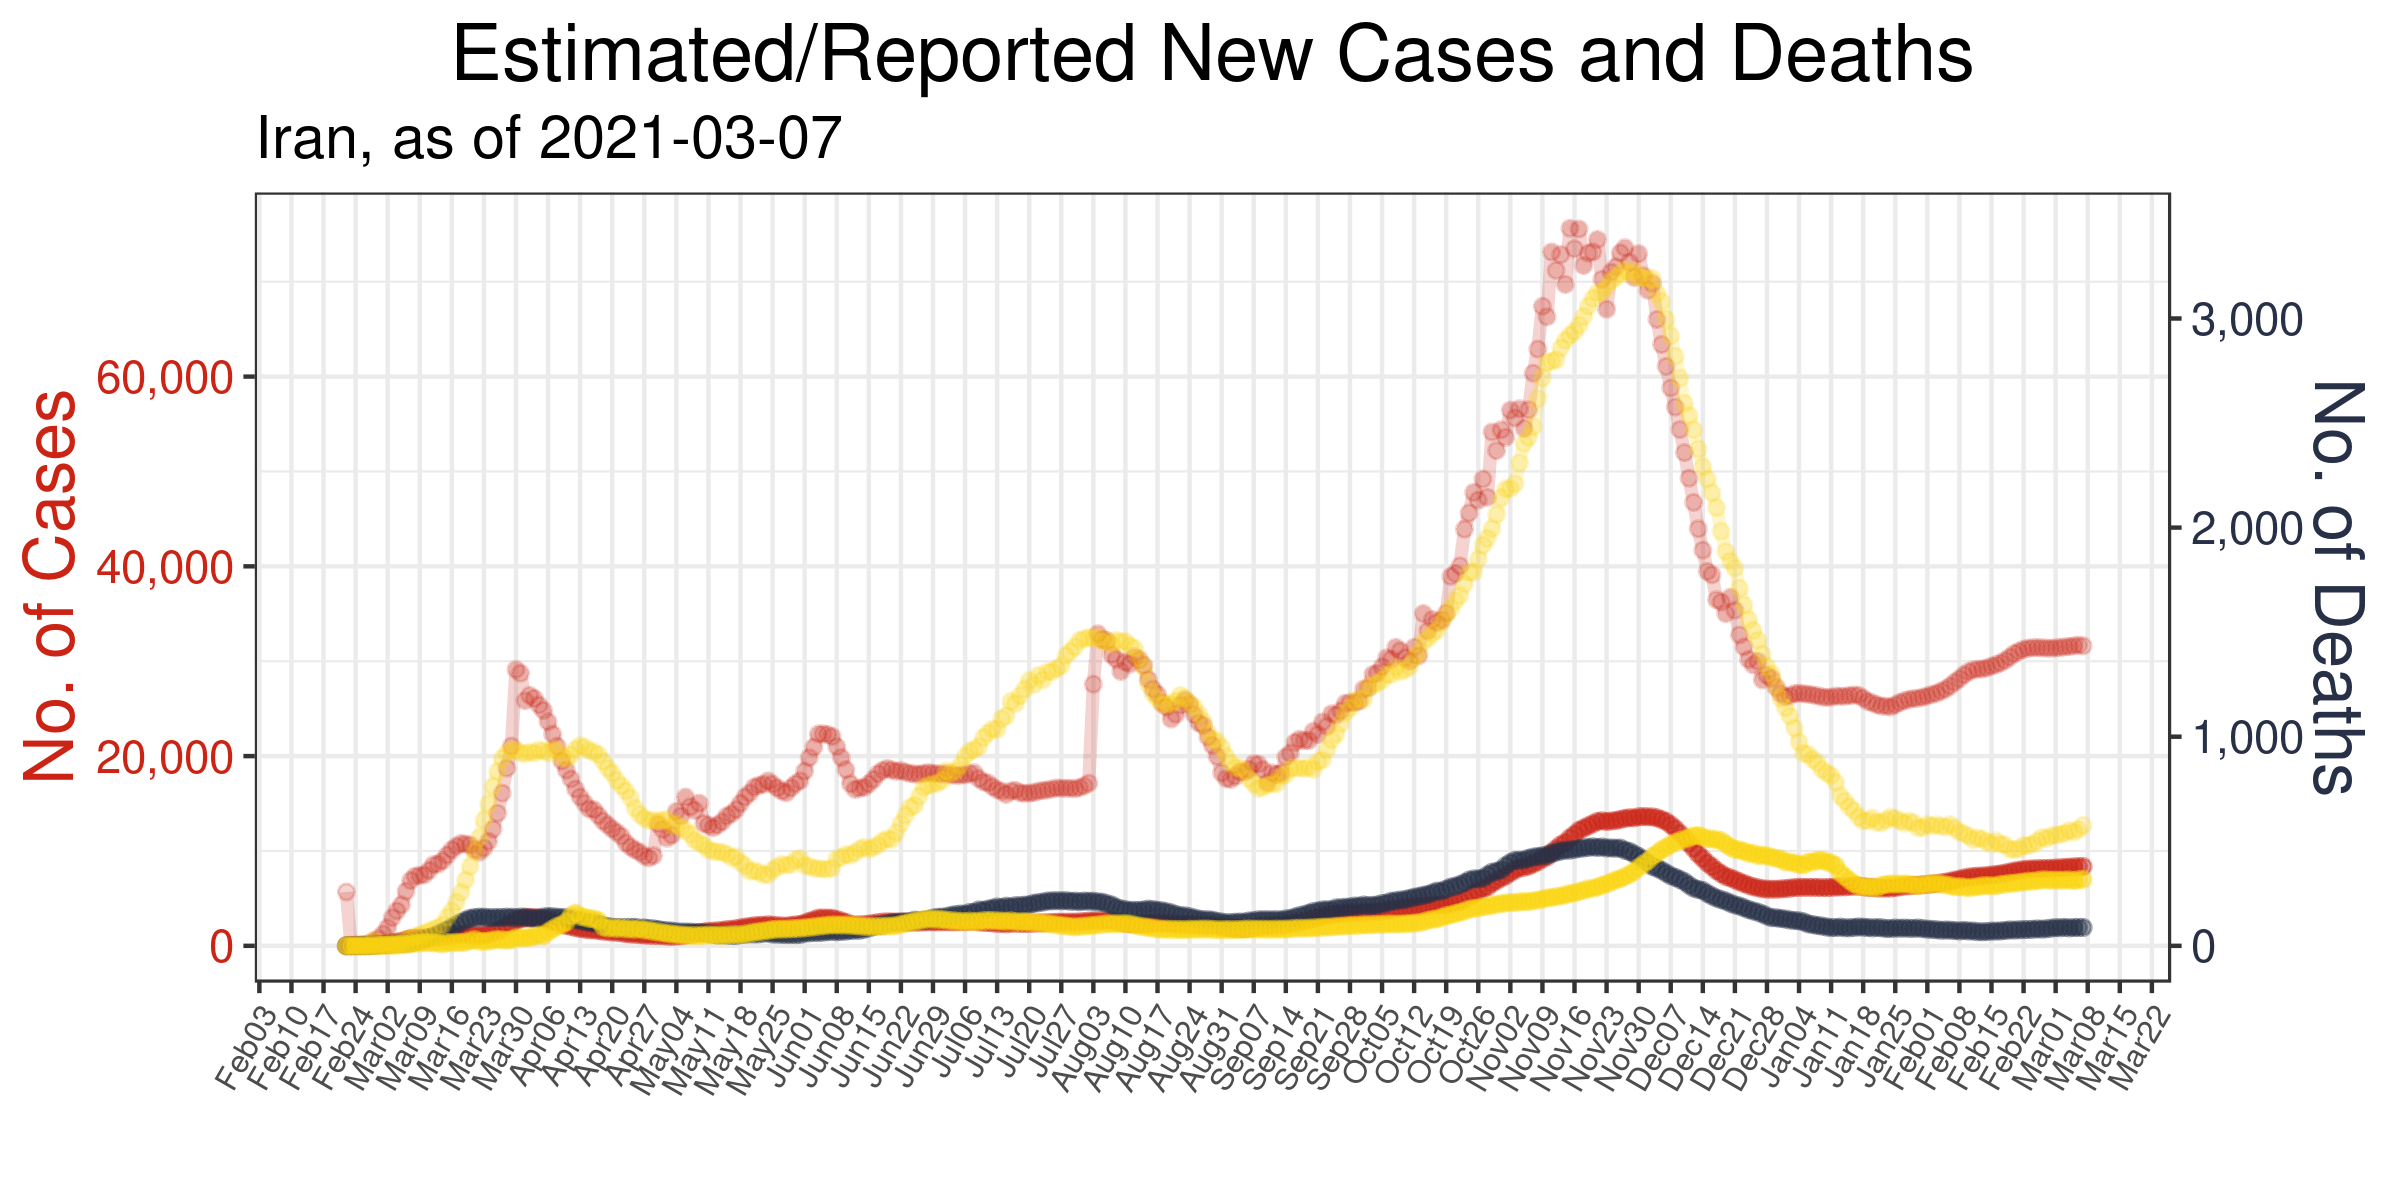 Estimated/Reported New Cases and Deaths
Iran, as of 2021-03-07
No. of Cases
60,000
40,000
20,000
0
3,000
2,000
1,000
0
No. of Deaths
Feb03
Feb10
Feb17
Feb24
Mar02
Mar09
Mar16
Mar23
Mar30
Apr06
Apr13
Apr20
Apr27
May04
May11
May18
May25
Jun01
Jun08
Jun15
Jun22
Jun29
Jul06
Jul13
Jul20
Jul27
Aug03
Aug10
Aug17
Aug24
Aug31
Sep07
Sep14
Sep21
Sep28
Oct05
Oct12
Oct19
Oct26
Nov02
Nov09
Nov16
Nov23
Nov30
Dec07
Dec14
Dec21
Dec28
Jan04
Jan11
Jan18
Jan25
Feb01
Feb08
Feb15
Feb22
Mar01
Mar08
Mar15
Mar22